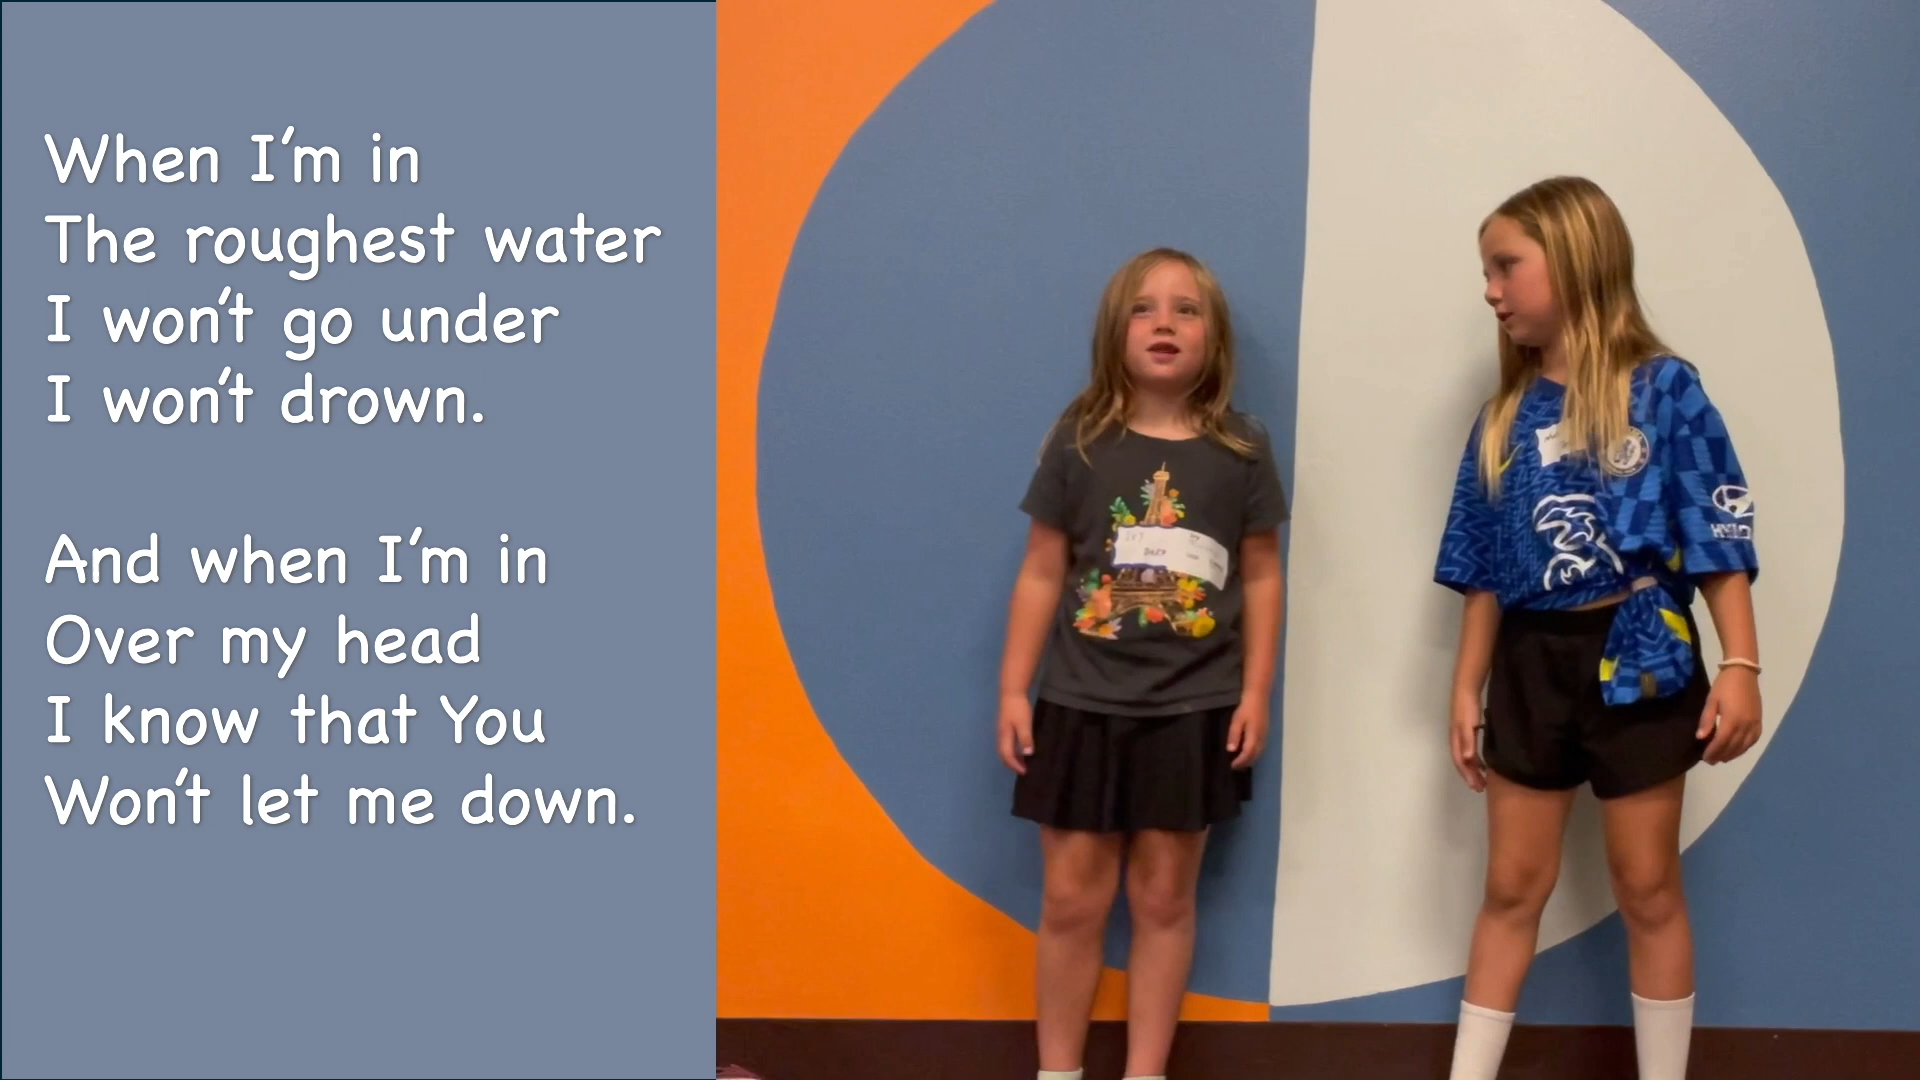 When I'm in
The roughest water
I won't go under
I won't drown.
And when I'm in
Over my head
I know that You
Won't let me down.